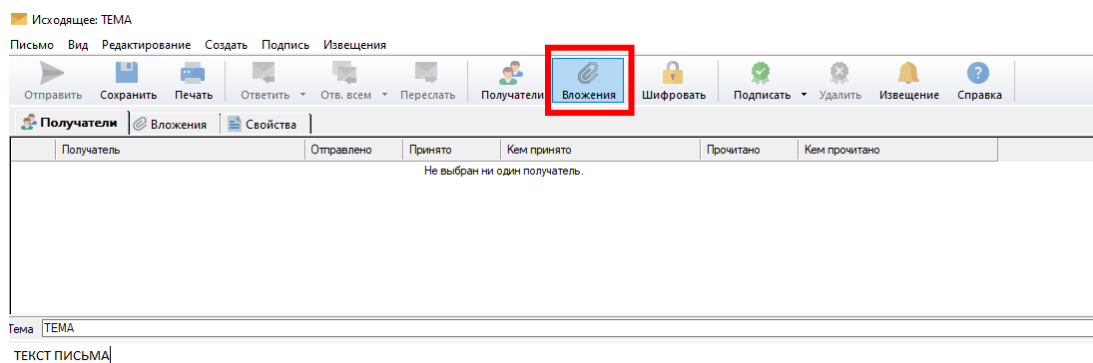 Исходящее: ТЕМА
Письмо Вид Редактирование Создать Подпись Извещения
Отправить Сохранить Печать Ответить Отв. всем Переслать Получатели Вложения Шифровать Подписать Удалить Извещение Справка
Получатели Вложения Свойства
Получатель Отправлено Принято Кем принято Прочитано Кем прочитано
Не выбран ни один получатель.
Тема ТЕМА
ТЕКСТ ПИСЬМА